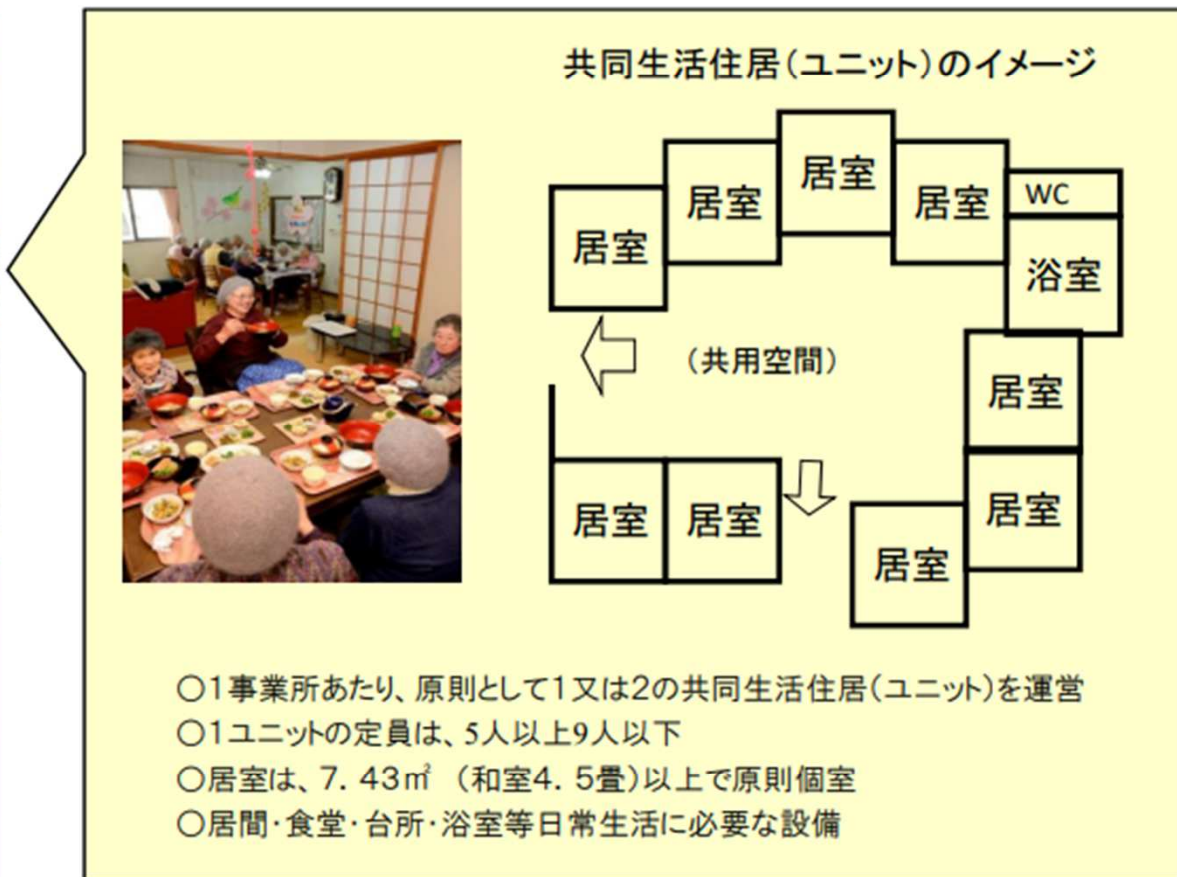 共同生活住居(ユニット)のイメージ
居室
居室
居室
居室
WC
浴室
(共用空間)
居室
居室
居室
居室
居室
○1事業所あたり、原則として1又は2の共同生活住居(ユニット)を運営
○1ユニットの定員は、5人以上9人以下
○居室は、7.43㎡ (和室4.5畳)以上で原則個室
○居間・食堂・台所・浴室等日常生活に必要な設備